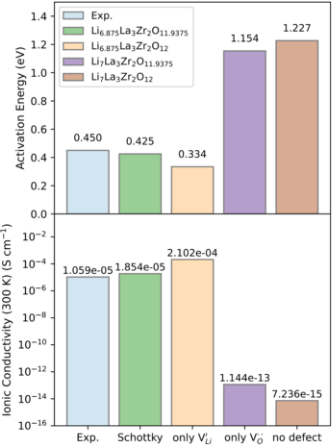 1.4
1.2
1.0
0.8
0.6
0.4
0.2
0.0
Activation Energy (eV)
Exp.
Li6.875La3Zr2O11.9375
Li6.875La3Zr2O12
Li7La3Zr2O11.9375
Li7La3Zr2O12
0.450
0.425
0.334
1.154
1.227
10−2
10−4
10−6
10−8
10−10
10−12
10−14
10−16
Ionic Conductivity (300 K) (S cm−1)
1.059e-05
1.854e-05
2.102e-04
1.144e-13
7.236e-15
Exp.
Schottky
only V′Li
only V··O
no defect